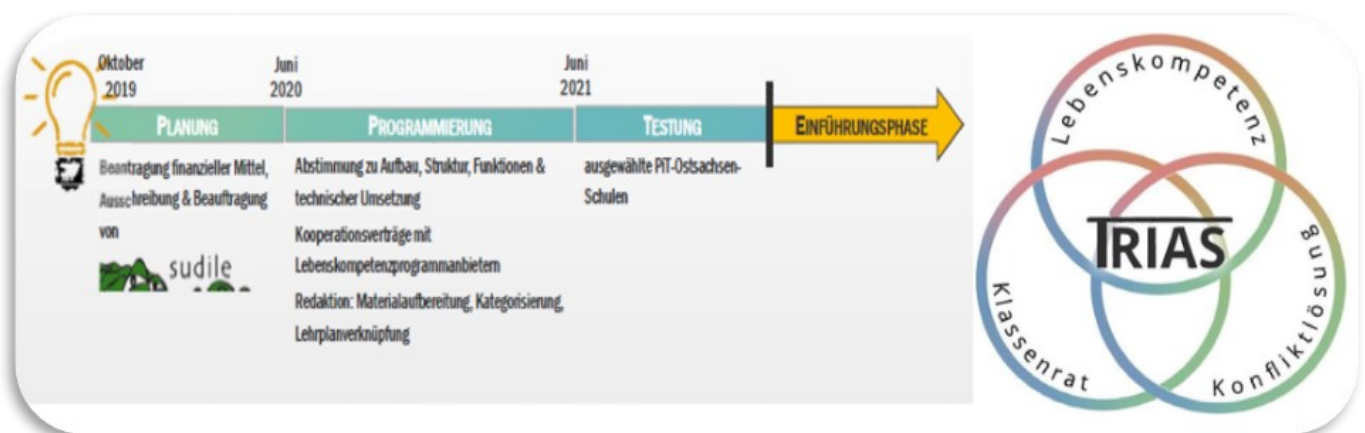 Oktober
2019
Juni
2020
Juni
2021
PLANUNG
PROGRAMMIERUNG
TESTUNG
EINFÜHRUNGSPHASE
Beantragung finanzieller Mittel,
Ausschreibung & Beauftragung
von
sudile
Abstimmung zu Aufbau, Struktur, Funktionen &
technischer Umsetzung
Kooperationsverträge mit
Lebenskompetenzprogrammanbietern
Redaktion: Materialaufbereitung, Kategorisierung,
Lehrplanverknüpfung
ausgewählte PiT-Ostsachsen-
Schulen
Lebenskompetenz
TRIAS
Klassenrat
Konfliktlösung